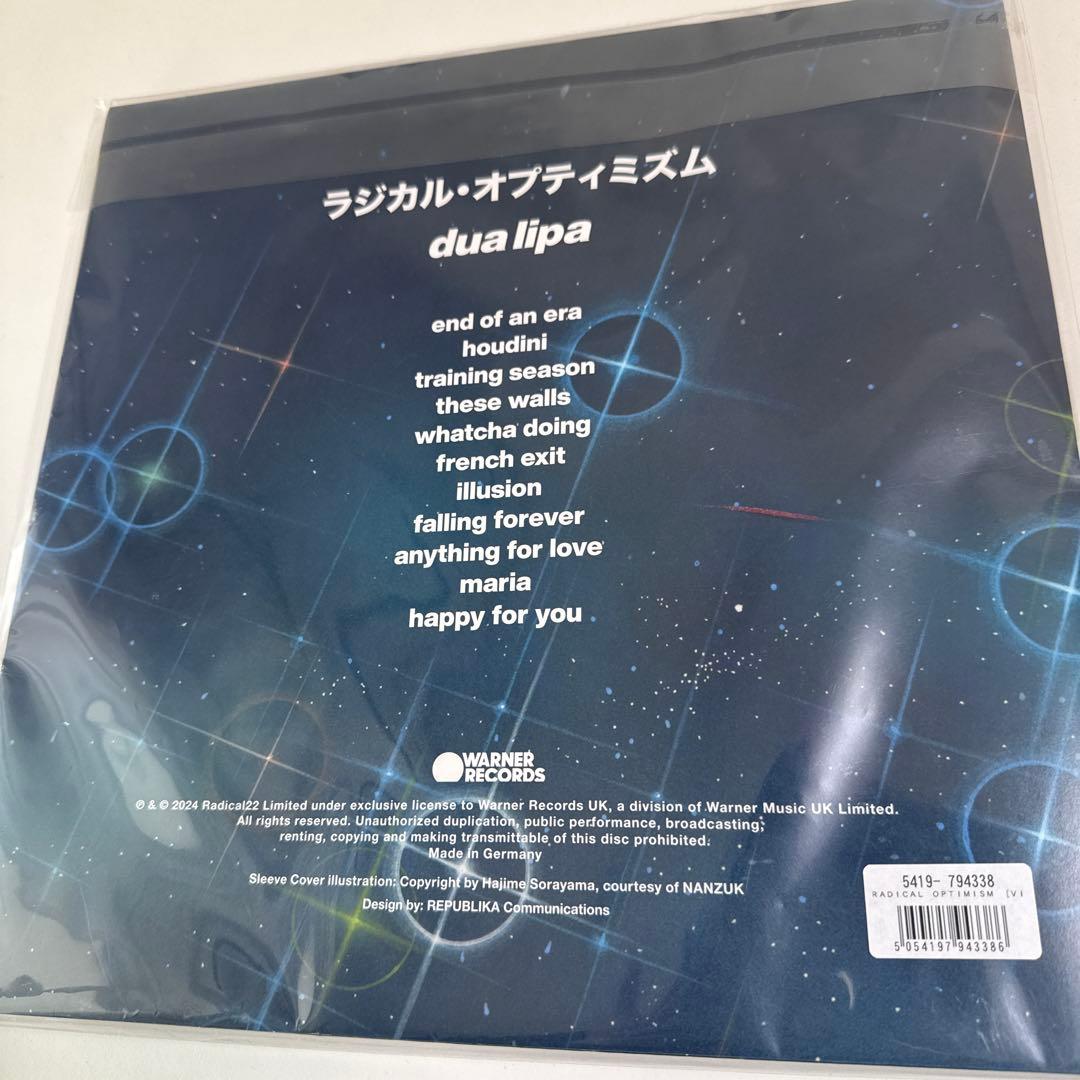 ラジカル・オプティミズム
dua lipa
end of an era
houdini
training season
these walls
whatcha doing
french exit
illusion
falling forever
anything for love
maria
happy for you
WARNER
RECORDS
℗ & © 2024 Radical22 Limited under exclusive license to Warner Records UK, a division of Warner Music UK Limited.
All rights reserved. Unauthorized duplication, public performance, broadcasting,
renting, copying and making transmittable of this disc prohibited.
Made in Germany
Sleeve Cover illustration: Copyright by Hajime Sorayama, courtesy of NANZUK
Design by: REPUBLIKA Communications
5419- 794338
RADICAL OPTIMISM [VI
5 054197 943386